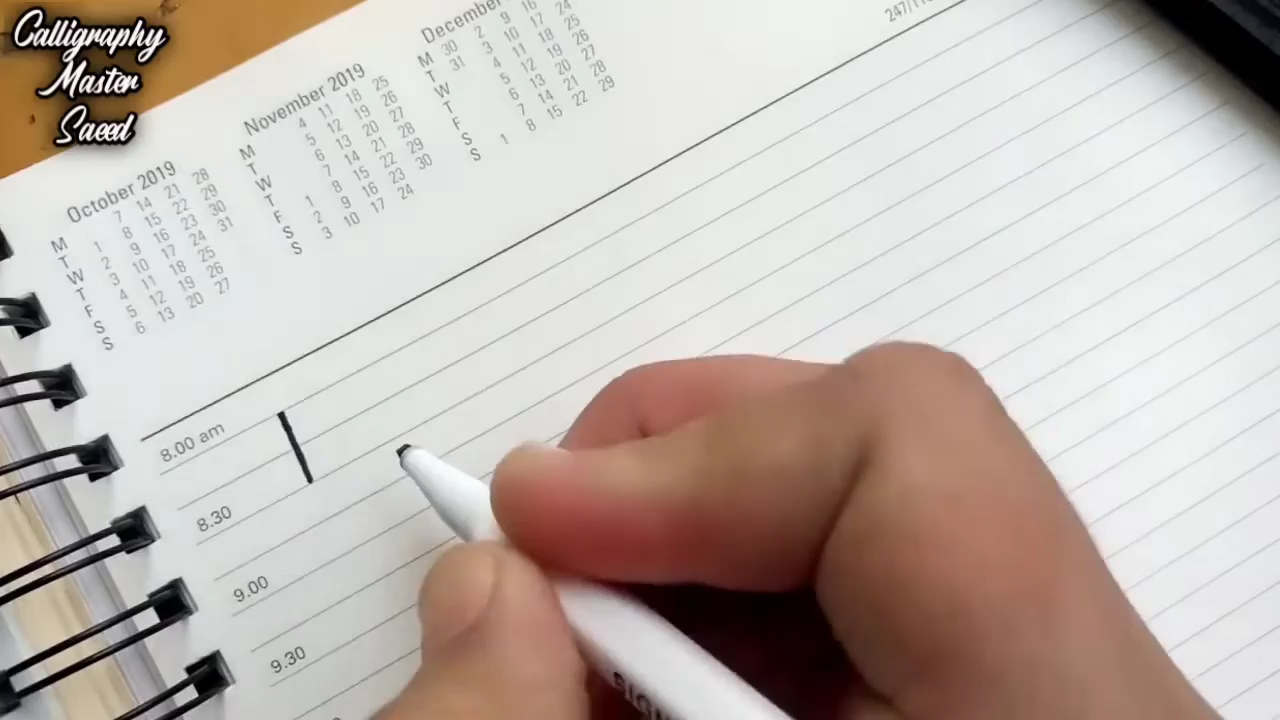 Calligraphy
Master
Saeed
October 2019
M 7 14 21 28
T 1 8 15 22 29
W 2 9 16 23 30
T 3 10 17 24 31
F 4 11 18 25
S 5 12 19 26
S 6 13 20 27
November 2019
M 4 11 18 25
T 5 12 19 26
W 6 13 20 27
T 7 14 21 28
F 1 8 15 22 29
S 2 9 16 23 30
S 3 10 17 24
December
M 30 2 9 16
T 31 3 10 17 24
W 4 11 18 25
T 5 12 19 26
F 6 13 20 27
S 7 14 21 28
S 1 8 15 22 29
8.00 am
8.30
9.00
9.30